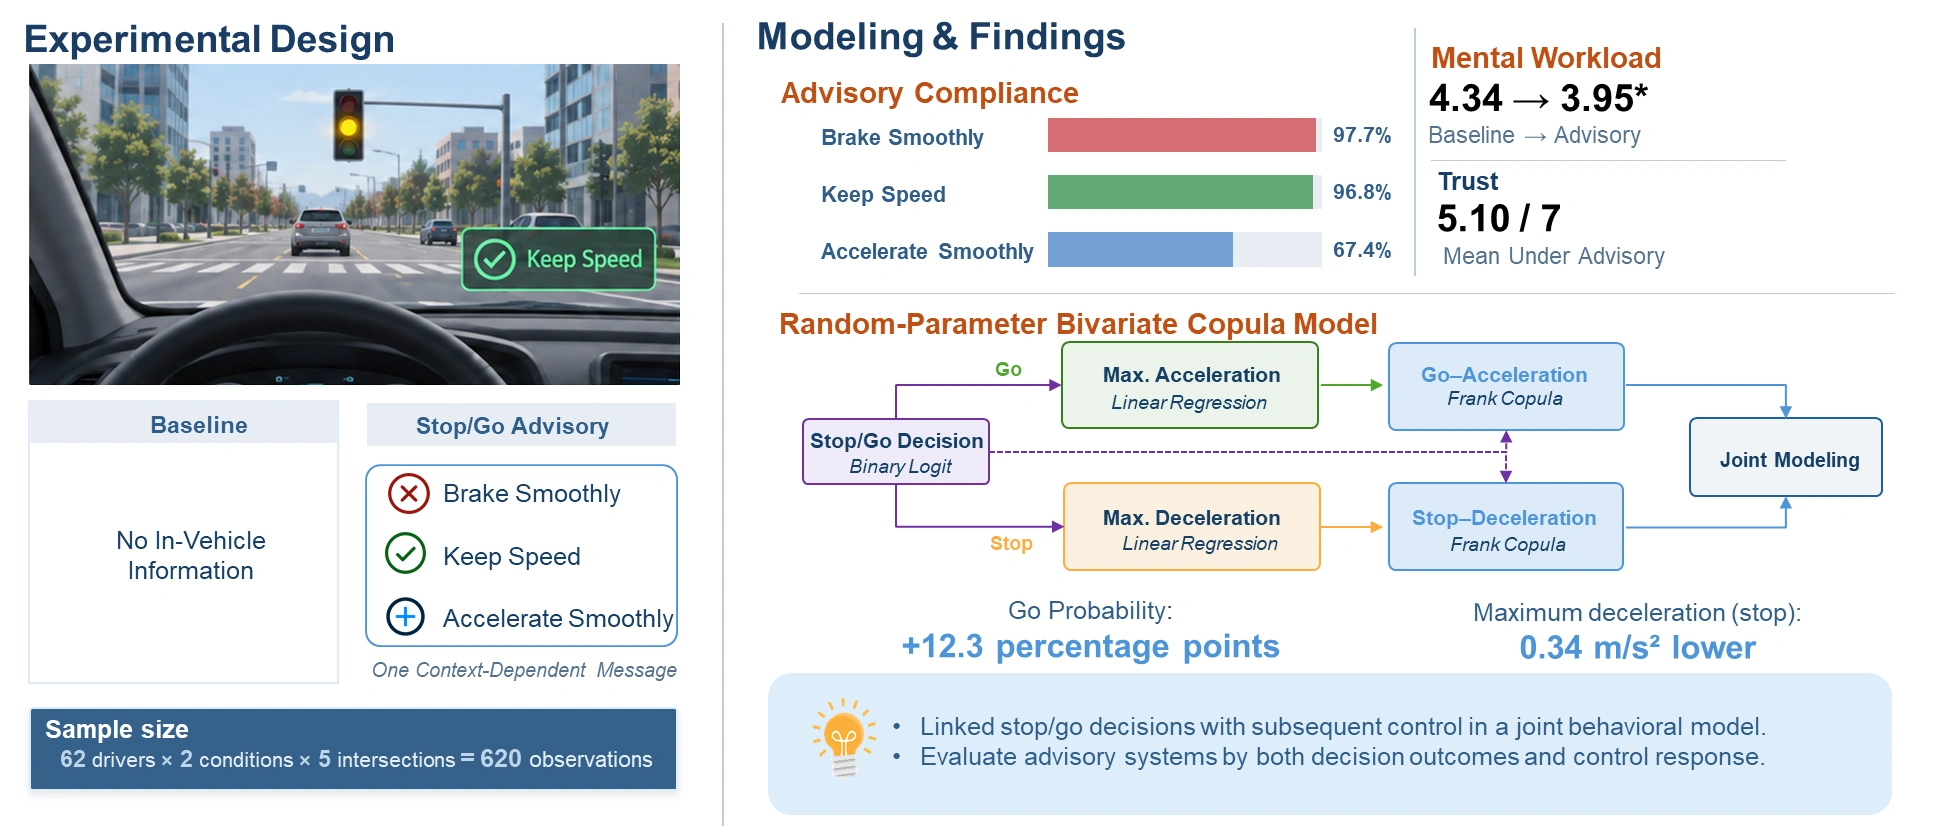 Experimental Design
Keep Speed
Baseline
No In-Vehicle
Information
Stop/Go Advisory
Brake Smoothly
Keep Speed
Accelerate Smoothly
One Context-Dependent Message
Sample size
62 drivers × 2 conditions × 5 intersections = 620 observations
Modeling & Findings
Advisory Compliance
Brake Smoothly 97.7%
Keep Speed 96.8%
Accelerate Smoothly 67.4%
Mental Workload
4.34 → 3.95*
Baseline → Advisory
Trust
5.10 / 7
Mean Under Advisory
Random-Parameter Bivariate Copula Model
Go
Max. Acceleration
Linear Regression
Go–Acceleration
Frank Copula
Stop/Go Decision
Binary Logit
Joint Modeling
Stop
Max. Deceleration
Linear Regression
Stop–Deceleration
Frank Copula
Go Probability:
+12.3 percentage points
Maximum deceleration (stop):
0.34 m/s² lower
• Linked stop/go decisions with subsequent control in a joint behavioral model.
• Evaluate advisory systems by both decision outcomes and control response.